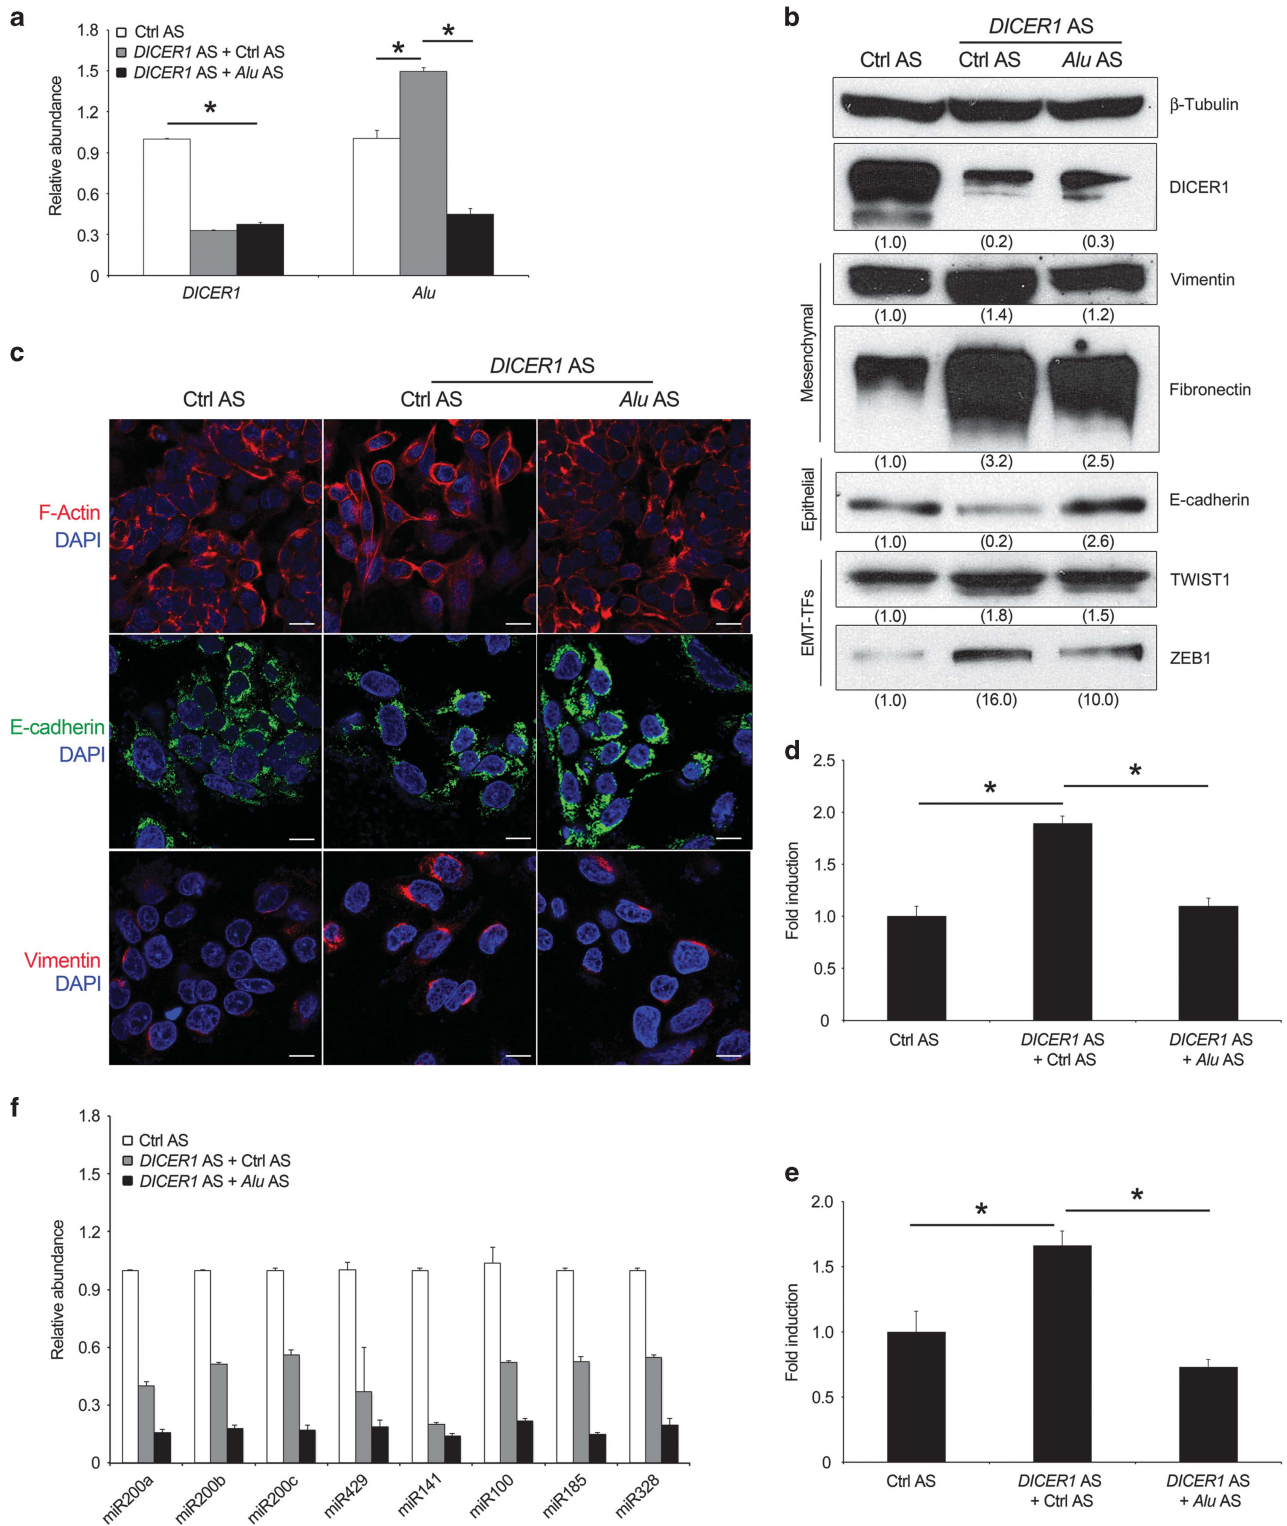 a
1.8
1.5
1.2
0.9
0.6
0.3
0
Relative abundance
Ctrl AS
DICER1 AS + Ctrl AS
DICER1 AS + Alu AS
*
*
*
DICER1
Alu
b
DICER1 AS
Ctrl AS
Ctrl AS
Alu AS
β-Tubulin
DICER1
(1.0)
(0.2)
(0.3)
Mesenchymal
Vimentin
(1.0)
(1.4)
(1.2)
Fibronectin
(1.0)
(3.2)
(2.5)
Epithelial
E-cadherin
(1.0)
(0.2)
(2.6)
EMT-TFs
TWIST1
(1.0)
(1.8)
(1.5)
ZEB1
(1.0)
(16.0)
(10.0)
c
DICER1 AS
Ctrl AS
Ctrl AS
Alu AS
F-Actin
DAPI
E-cadherin
DAPI
Vimentin
DAPI
d
2.5
2.0
1.5
1.0
0.5
0
Fold induction
*
*
Ctrl AS
DICER1 AS
+ Ctrl AS
DICER1 AS
+ Alu AS
e
2.0
1.5
1.0
0.5
0
Fold induction
*
*
Ctrl AS
DICER1 AS
+ Ctrl AS
DICER1 AS
+ Alu AS
f
1.8
1.5
1.2
0.9
0.6
0.3
0
Relative abundance
Ctrl AS
DICER1 AS + Ctrl AS
DICER1 AS + Alu AS
miR200a
miR200b
miR200c
miR429
miR141
miR100
miR185
miR328